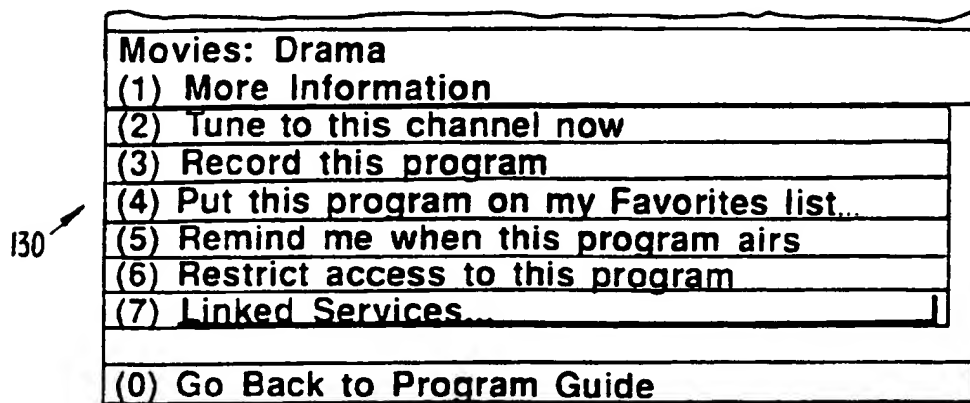 Movies: Drama
(1) More Information
(2) Tune to this channel now
(3) Record this program
(4) Put this program on my Favorites list...
(5) Remind me when this program airs
(6) Restrict access to this program
(7) Linked Services...
130
(0) Go Back to Program Guide